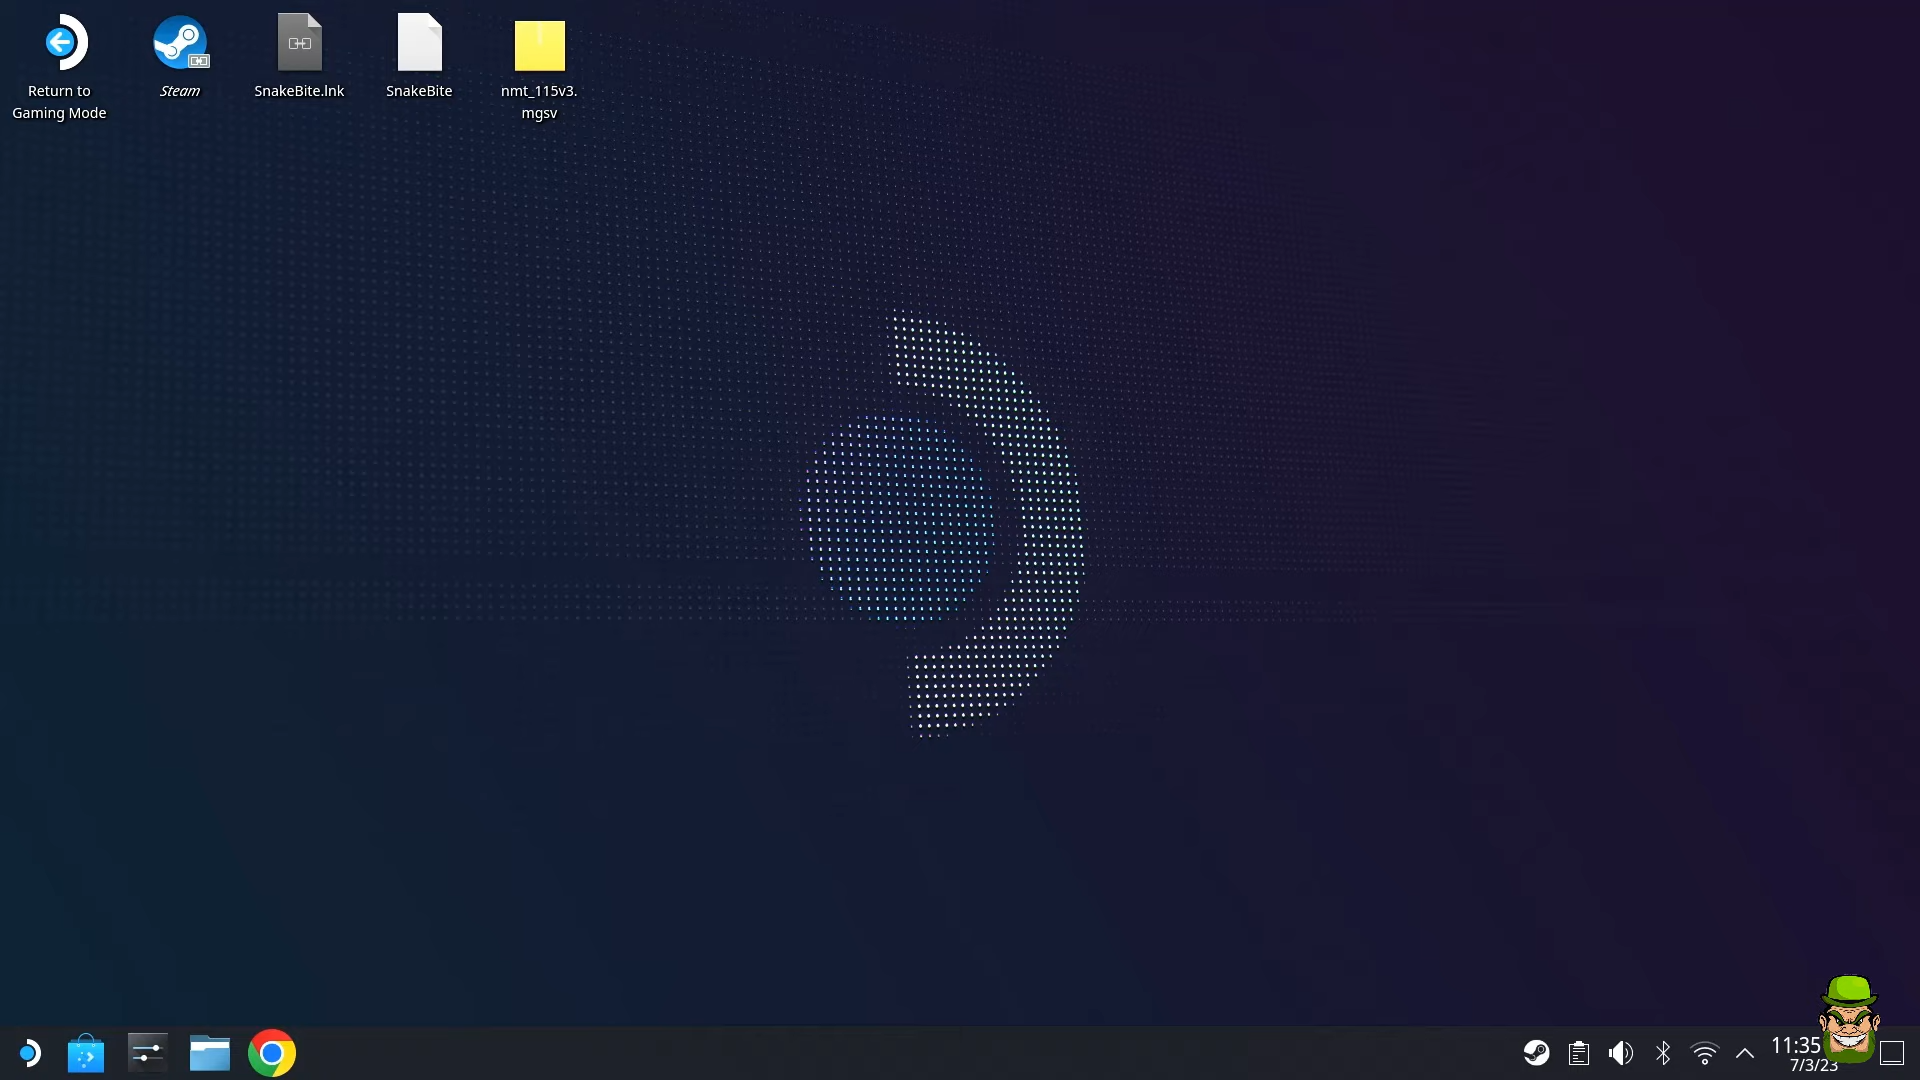 Return to
Gaming Mode
Steam
SnakeBite.lnk
SnakeBite
nmt_115v3.
mgsv
11:35
7/3/23